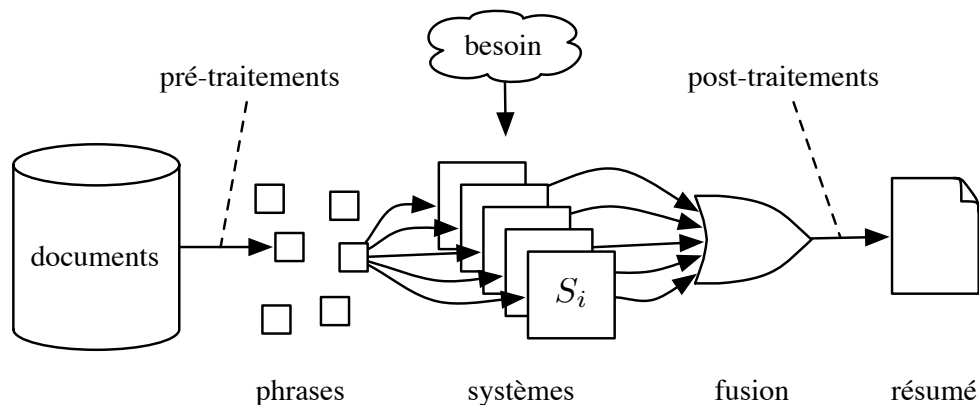 besoin
pré-traitements
post-traitements
documents
S_i
phrases
systèmes
fusion
résumé